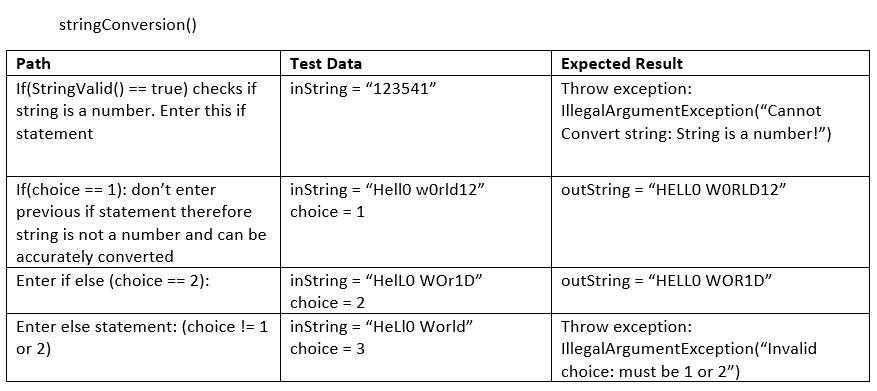 stringConversion()
Path
Test Data
Expected Result
If(StringValid() == true) checks if
string is a number. Enter this if
statement
inString = “123541”
Throw exception:
IllegalArgumentException(“Cannot
Convert string: String is a number!”)
If(choice == 1): don’t enter
previous if statement therefore
string is not a number and can be
accurately converted
inString = “Hell0 w0rld12”
choice = 1
outString = “HELL0 W0RLD12”
Enter if else (choice == 2):
inString = “HelL0 WOr1D”
choice = 2
outString = “HELL0 WOR1D”
Enter else statement: (choice != 1
or 2)
inString = “HeLl0 World”
choice = 3
Throw exception:
IllegalArgumentException(“Invalid
choice: must be 1 or 2”)